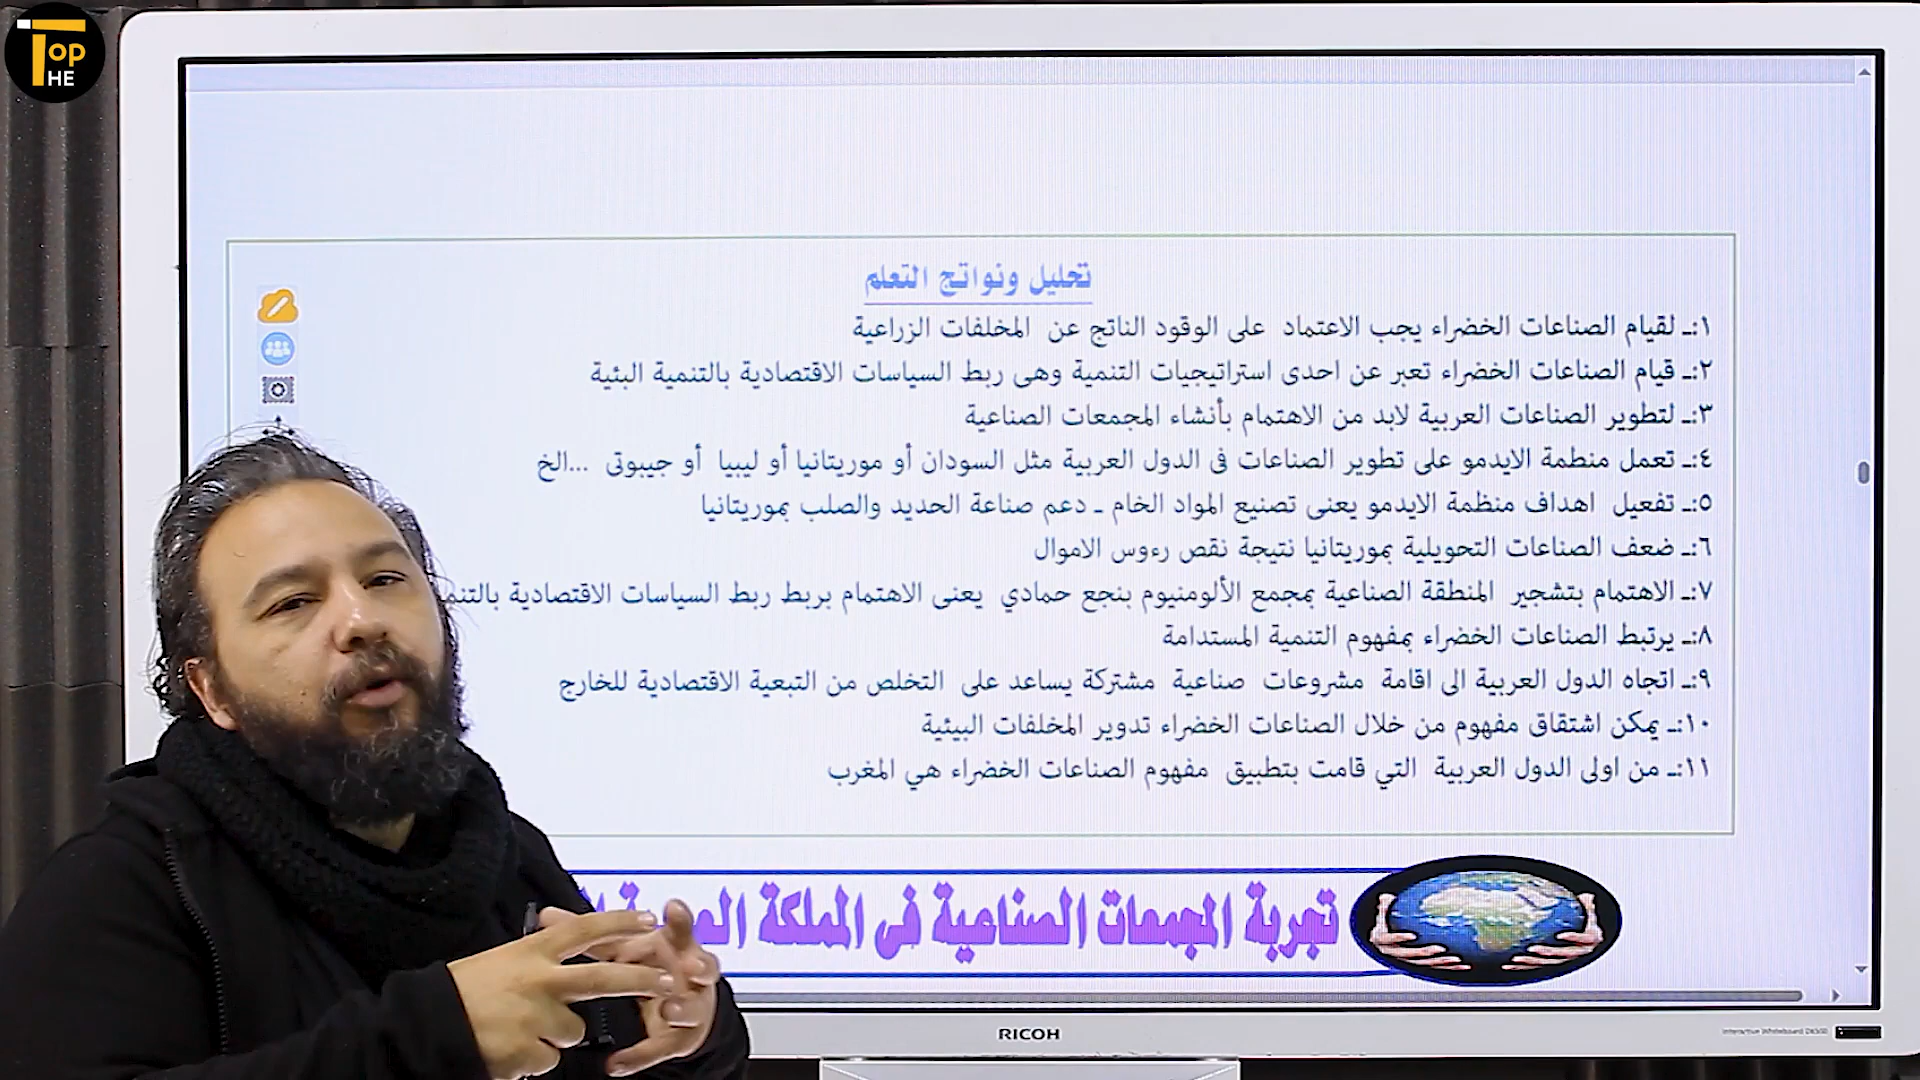 TOP
THE
تحليل ونواتج التعلم
١:ـ لقيام الصناعات الخضراء يجب الاعتماد على الوقود الناتج عن المخلفات الزراعية
٢:ـ قيام الصناعات الخضراء تعبر عن احدى استراتيجيات التنمية وهى ربط السياسات الاقتصادية بالتنمية البئية
٣:ـ لتطوير الصناعات العربية لابد من الاهتمام بأنشاء المجمعات الصناعية
٤:ـ تعمل منظمة الايدمو على تطوير الصناعات فى الدول العربية مثل السودان أو موريتانيا أو ليبيا أو جيبوتى ...الخ
٥:ـ تفعيل اهداف منظمة الايدمو يعنى تصنيع المواد الخام ـ دعم صناعة الحديد والصلب بموريتانيا
٦:ـ ضعف الصناعات التحويلية بموريتانيا نتيجة نقص رءوس الاموال
٧:ـ الاهتمام بتشجير المنطقة الصناعية بمجمع الألومنيوم بنجع حمادي يعنى الاهتمام بربط ربط السياسات الاقتصادية
٨:ـ يرتبط الصناعات الخضراء بمفهوم التنمية المستدامة
٩:ـ اتجاه الدول العربية الى اقامة مشروعات صناعية مشتركة يساعد على التخلص من التبعية الاقتصادية للخارج
١٠:ـ يمكن اشتقاق مفهوم من خلال الصناعات الخضراء تدوير المخلفات البيئية
١١:ـ من اولى الدول العربية التي قامت بتطبيق مفهوم الصناعات الخضراء هي المغرب
تجربة المجمعات الصناعية فى المملكة
RICOH
Interactive Whiteboard